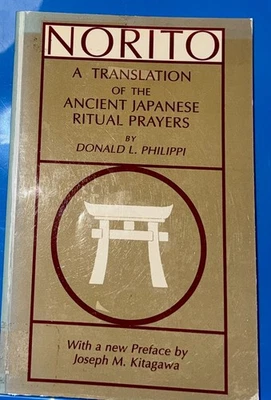 NORITO
A TRANSLATION
OF THE
ANCIENT JAPANESE
RITUAL PRAYERS
BY
DONALD L. PHILIPPI
With a new Preface by
Joseph M. Kitagawa